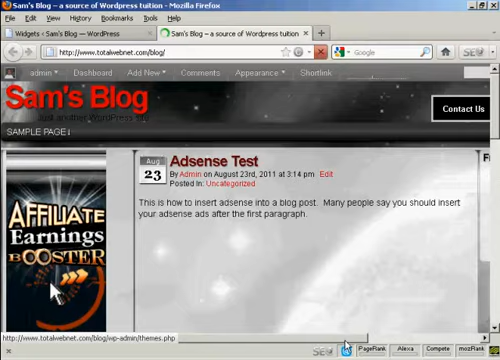 Sam's Blog – a source of Wordpress tuition - Mozilla Firefox
File Edit View History Bookmarks Tools Help
Widgets ‹ Sam's Blog — WordPress
Sam's Blog – a source of Wordpress tuition
http://www.totalwebnet.com/blog/
Google
admin Dashboard Add New Comments Appearance Shortlink
Sam's Blog
Just another WordPress site
Contact Us
SAMPLE PAGE↓
Aug
23
Adsense Test
By Admin on August 23rd, 2011 at 3:14 pm Edit
Posted In: Uncategorized
This is how to insert adsense into a blog post. Many people say you should insert
your adsense ads after the first paragraph.
AFFILIATE
Earnings
BOOSTER
http://www.totalwebnet.com/blog/wp-admin/themes.php
PageRank Alexa Compete mozRank